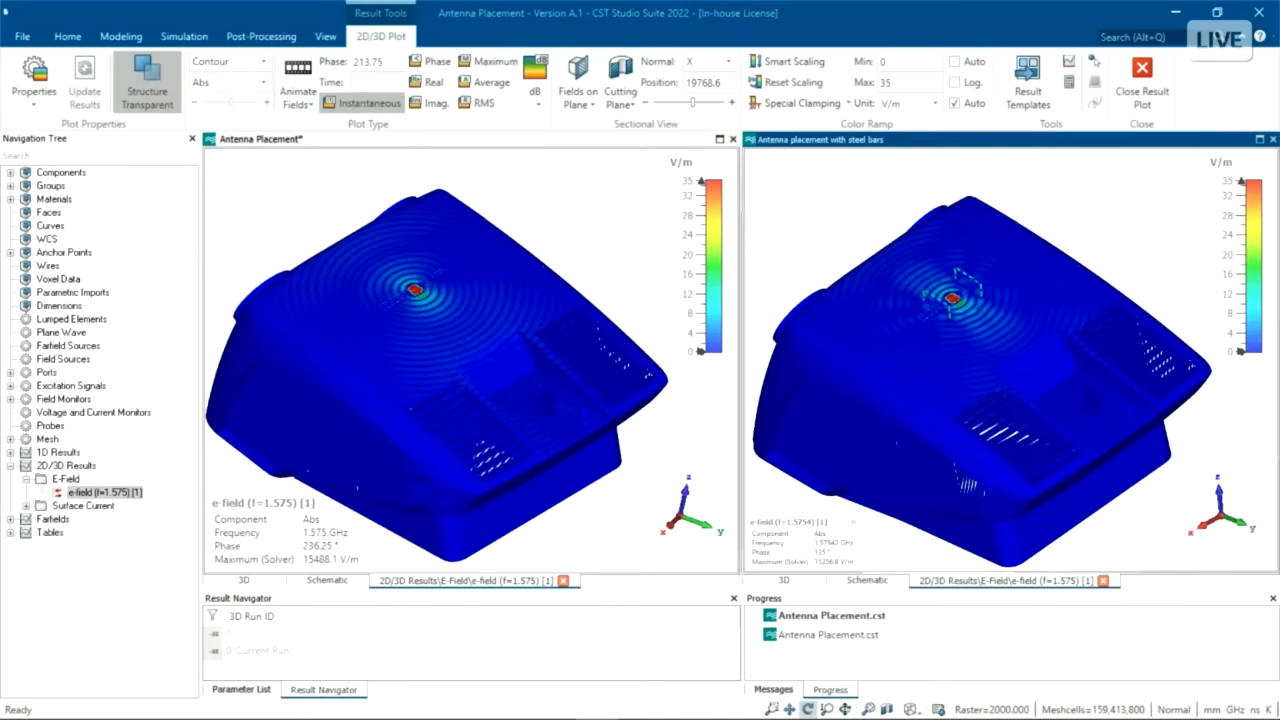 Result Tools
Antenna Placement - Version A.1 - CST Studio Suite 2022 - [In-house License]
File Home Modeling Simulation Post-Processing View 2D/3D Plot
Search (Alt+Q)
LIVE
Properties
Update Results
Structure Transparent
Contour
Abs
Plot Properties
Animate Fields
Phase: 213.75
Time:
Instantaneous
Phase Maximum
Real Average
Imag. RMS
dB
Plot Type
Fields on Plane
Cutting Plane
Normal: X
Position: 19768.6
Sectional View
Smart Scaling
Reset Scaling
Special Clamping
Min: 0
Max: 35
Unit: V/m
Auto
Log.
Auto
Color Ramp
Result Templates
Tools
Close Result Plot
Close
Navigation Tree
Search
Components
Groups
Materials
Faces
Curves
WCS
Anchor Points
Wires
Voxel Data
Parametric Imports
Dimensions
Lumped Elements
Plane Wave
Farfield Sources
Field Sources
Ports
Excitation Signals
Field Monitors
Voltage and Current Monitors
Probes
Mesh
1D Results
2D/3D Results
E-Field
e-field (f=1.575) [1]
Surface Current
Farfields
Tables
Antenna Placement*
V/m
35
32
28
24
20
16
12
8
4
0
e-field (f=1.575) [1]
Component Abs
Frequency 1.575 GHz
Phase 236.25 °
Maximum (Solver) 15488.1 V/m
z
x
y
3D Schematic 2D/3D Results\E-Field\e-field (f=1.575) [1]
Antenna placement with steel bars
V/m
35
32
28
24
20
16
12
8
4
0
e-field (f=1.5754) [1]
Component Abs
Frequency 1.57542 GHz
Phase 135 °
Maximum (Solver) 15256.8 V/m
z
x
y
3D Schematic 2D/3D Results\E-Field\e-field (f=1.575) [1]
Result Navigator
3D Run ID
1
0: Current Run
Parameter List Result Navigator
Progress
Antenna Placement.cst
Antenna Placement.cst
Messages Progress
Ready
Raster=2000.000 Meshcells=159,413,800 Normal mm GHz ns K